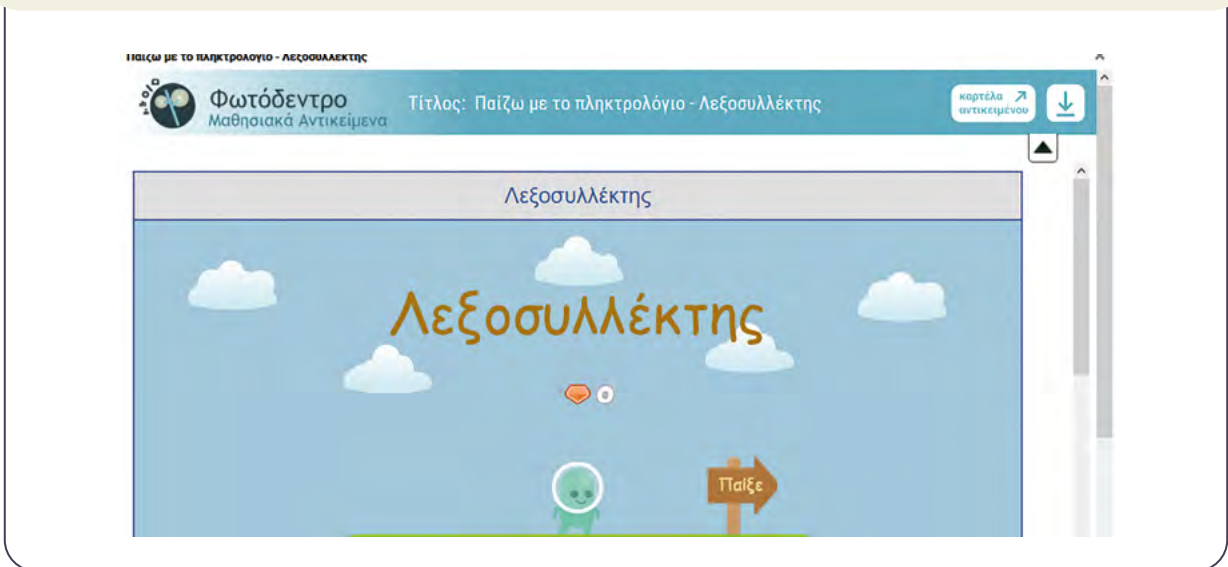 Παίζω με το πληκτρολόγιο - Λεξοσυλλέκτης
Φωτόδεντρο
Μαθησιακά Αντικείμενα
Τίτλος: Παίζω με το πληκτρολόγιο - Λεξοσυλλέκτης
καρτέλα
αντικειμένου
Λεξοσυλλέκτης
Λεξοσυλλέκτης
0
Παίξε